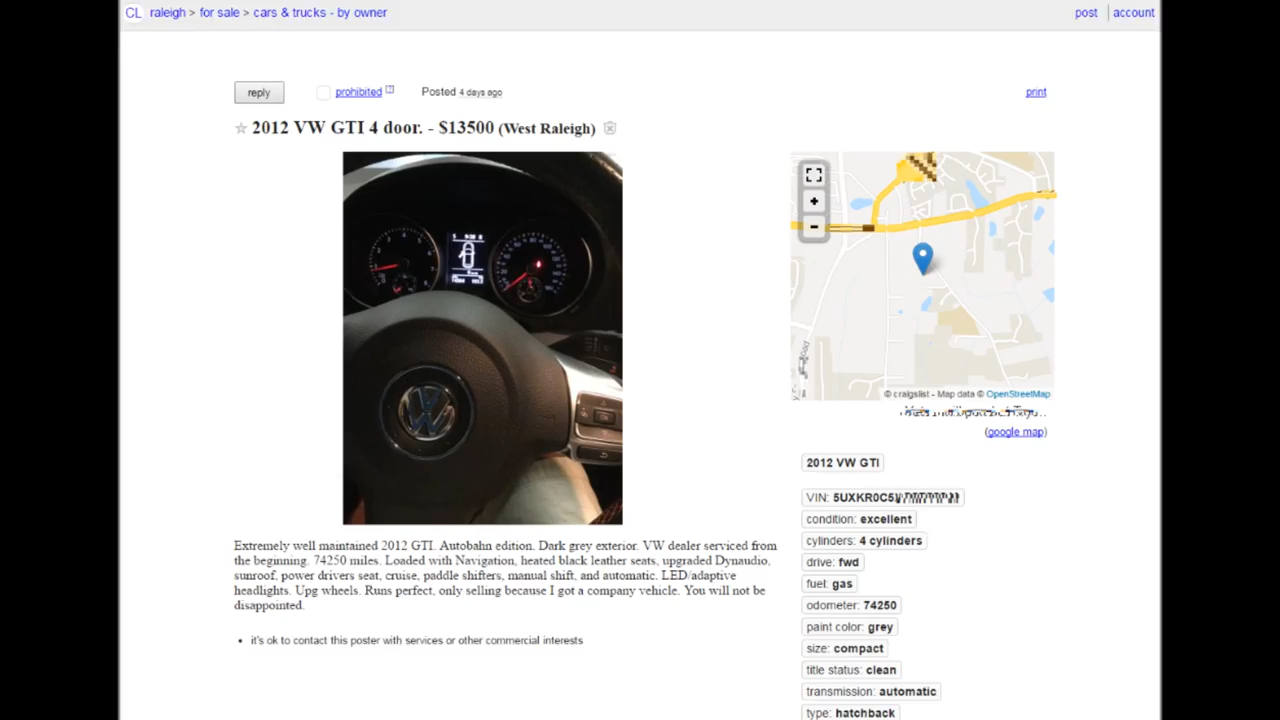 CL raleigh > for sale > cars & trucks - by owner
post account
reply prohibited [?] Posted 4 days ago print
☆ 2012 VW GTI 4 door. - $13500 (West Raleigh)
+
-
© craigslist - Map data © OpenStreetMap
(google map)
2012 VW GTI
VIN: 5UXKR0C5
condition: excellent
cylinders: 4 cylinders
drive: fwd
fuel: gas
odometer: 74250
paint color: grey
size: compact
title status: clean
transmission: automatic
type: hatchback
Extremely well maintained 2012 GTI. Autobahn edition. Dark grey exterior. VW dealer serviced from
the beginning. 74250 miles. Loaded with Navigation, heated black leather seats, upgraded Dynaudio,
sunroof, power drivers seat, cruise, paddle shifters, manual shift, and automatic. LED/adaptive
headlights. Upg wheels. Runs perfect, only selling because I got a company vehicle. You will not be
disappointed.
• it's ok to contact this poster with services or other commercial interests